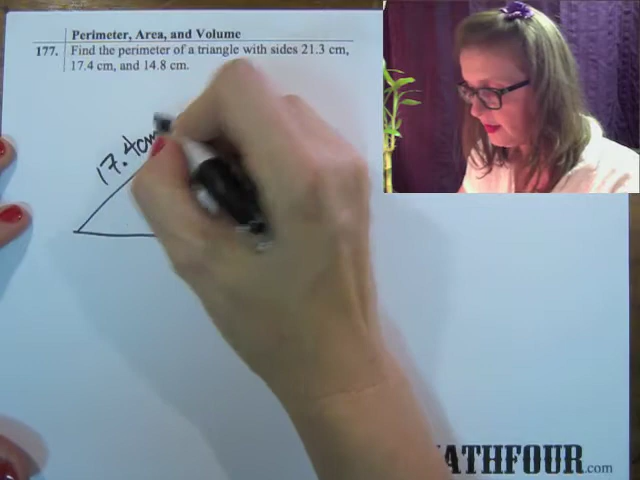 Perimeter, Area, and Volume
177. Find the perimeter of a triangle with sides 21.3 cm,
17.4 cm, and 14.8 cm.
17.4cm
ATHFOUR.com